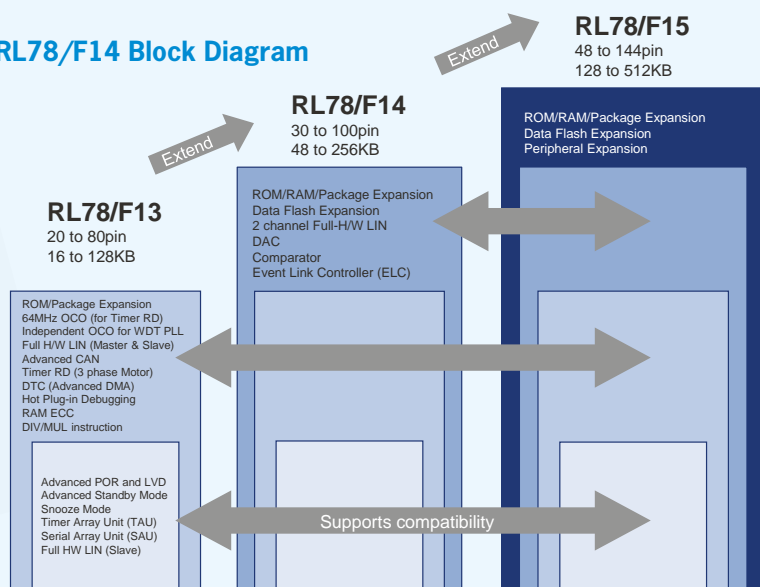 RL78/F14 Block Diagram
Extend
RL78/F15
48 to 144pin
128 to 512KB
ROM/RAM/Package Expansion
Data Flash Expansion
Peripheral Expansion
Extend
RL78/F14
30 to 100pin
48 to 256KB
ROM/RAM/Package Expansion
Data Flash Expansion
2 channel Full-H/W LIN
DAC
Comparator
Event Link Controller (ELC)
RL78/F13
20 to 80pin
16 to 128KB
ROM/Package Expansion
64MHz OCO (for Timer RD)
Independent OCO for WDT PLL
Full H/W LIN (Master & Slave)
Advanced CAN
Timer RD (3 phase Motor)
DTC (Advanced DMA)
Hot Plug-in Debugging
RAM ECC
DIV/MUL instruction
Advanced POR and LVD
Advanced Standby Mode
Snooze Mode
Timer Array Unit (TAU)
Serial Array Unit (SAU)
Full HW LIN (Slave)
Supports compatibility